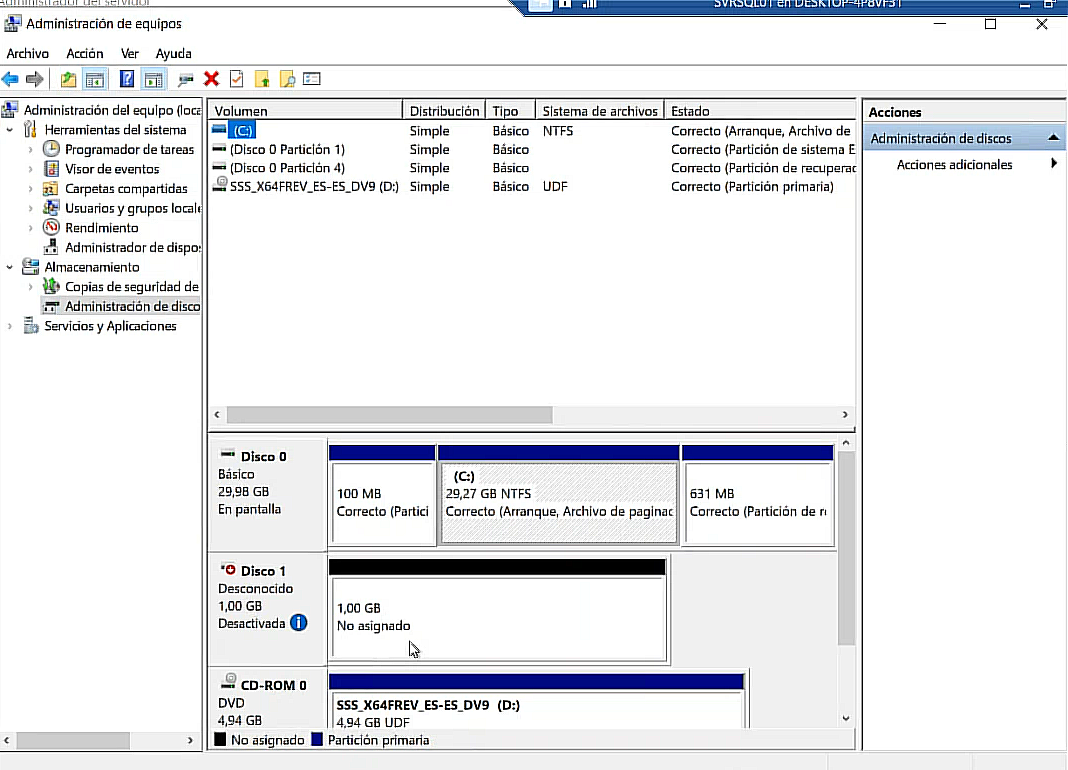 Administrador del servidor
SVRSQL01 en DESKTOP-4P8VF31
Administración de equipos
Archivo Acción Ver Ayuda
Administración del equipo (loca
Herramientas del sistema
Programador de tareas
Visor de eventos
Carpetas compartidas
Usuarios y grupos locale
Rendimiento
Administrador de dispos
Almacenamiento
Copias de seguridad de
Administración de disco
Servicios y Aplicaciones
Volumen Distribución Tipo Sistema de archivos Estado
(C:) Simple Básico NTFS Correcto (Arranque, Archivo de
(Disco 0 Partición 1) Simple Básico Correcto (Partición de sistema E
(Disco 0 Partición 4) Simple Básico Correcto (Partición de recuperac
SSS_X64FREV_ES-ES_DV9 (D:) Simple Básico UDF Correcto (Partición primaria)
Disco 0
Básico
29,98 GB
En pantalla
100 MB
Correcto (Partici
(C:)
29,27 GB NTFS
Correcto (Arranque, Archivo de paginac
631 MB
Correcto (Partición de re
Disco 1
Desconocido
1,00 GB
Desactivada
1,00 GB
No asignado
CD-ROM 0
DVD
4,94 GB
SSS_X64FREV_ES-ES_DV9 (D:)
4,94 GB UDF
No asignado Partición primaria
Acciones
Administración de discos
Acciones adicionales